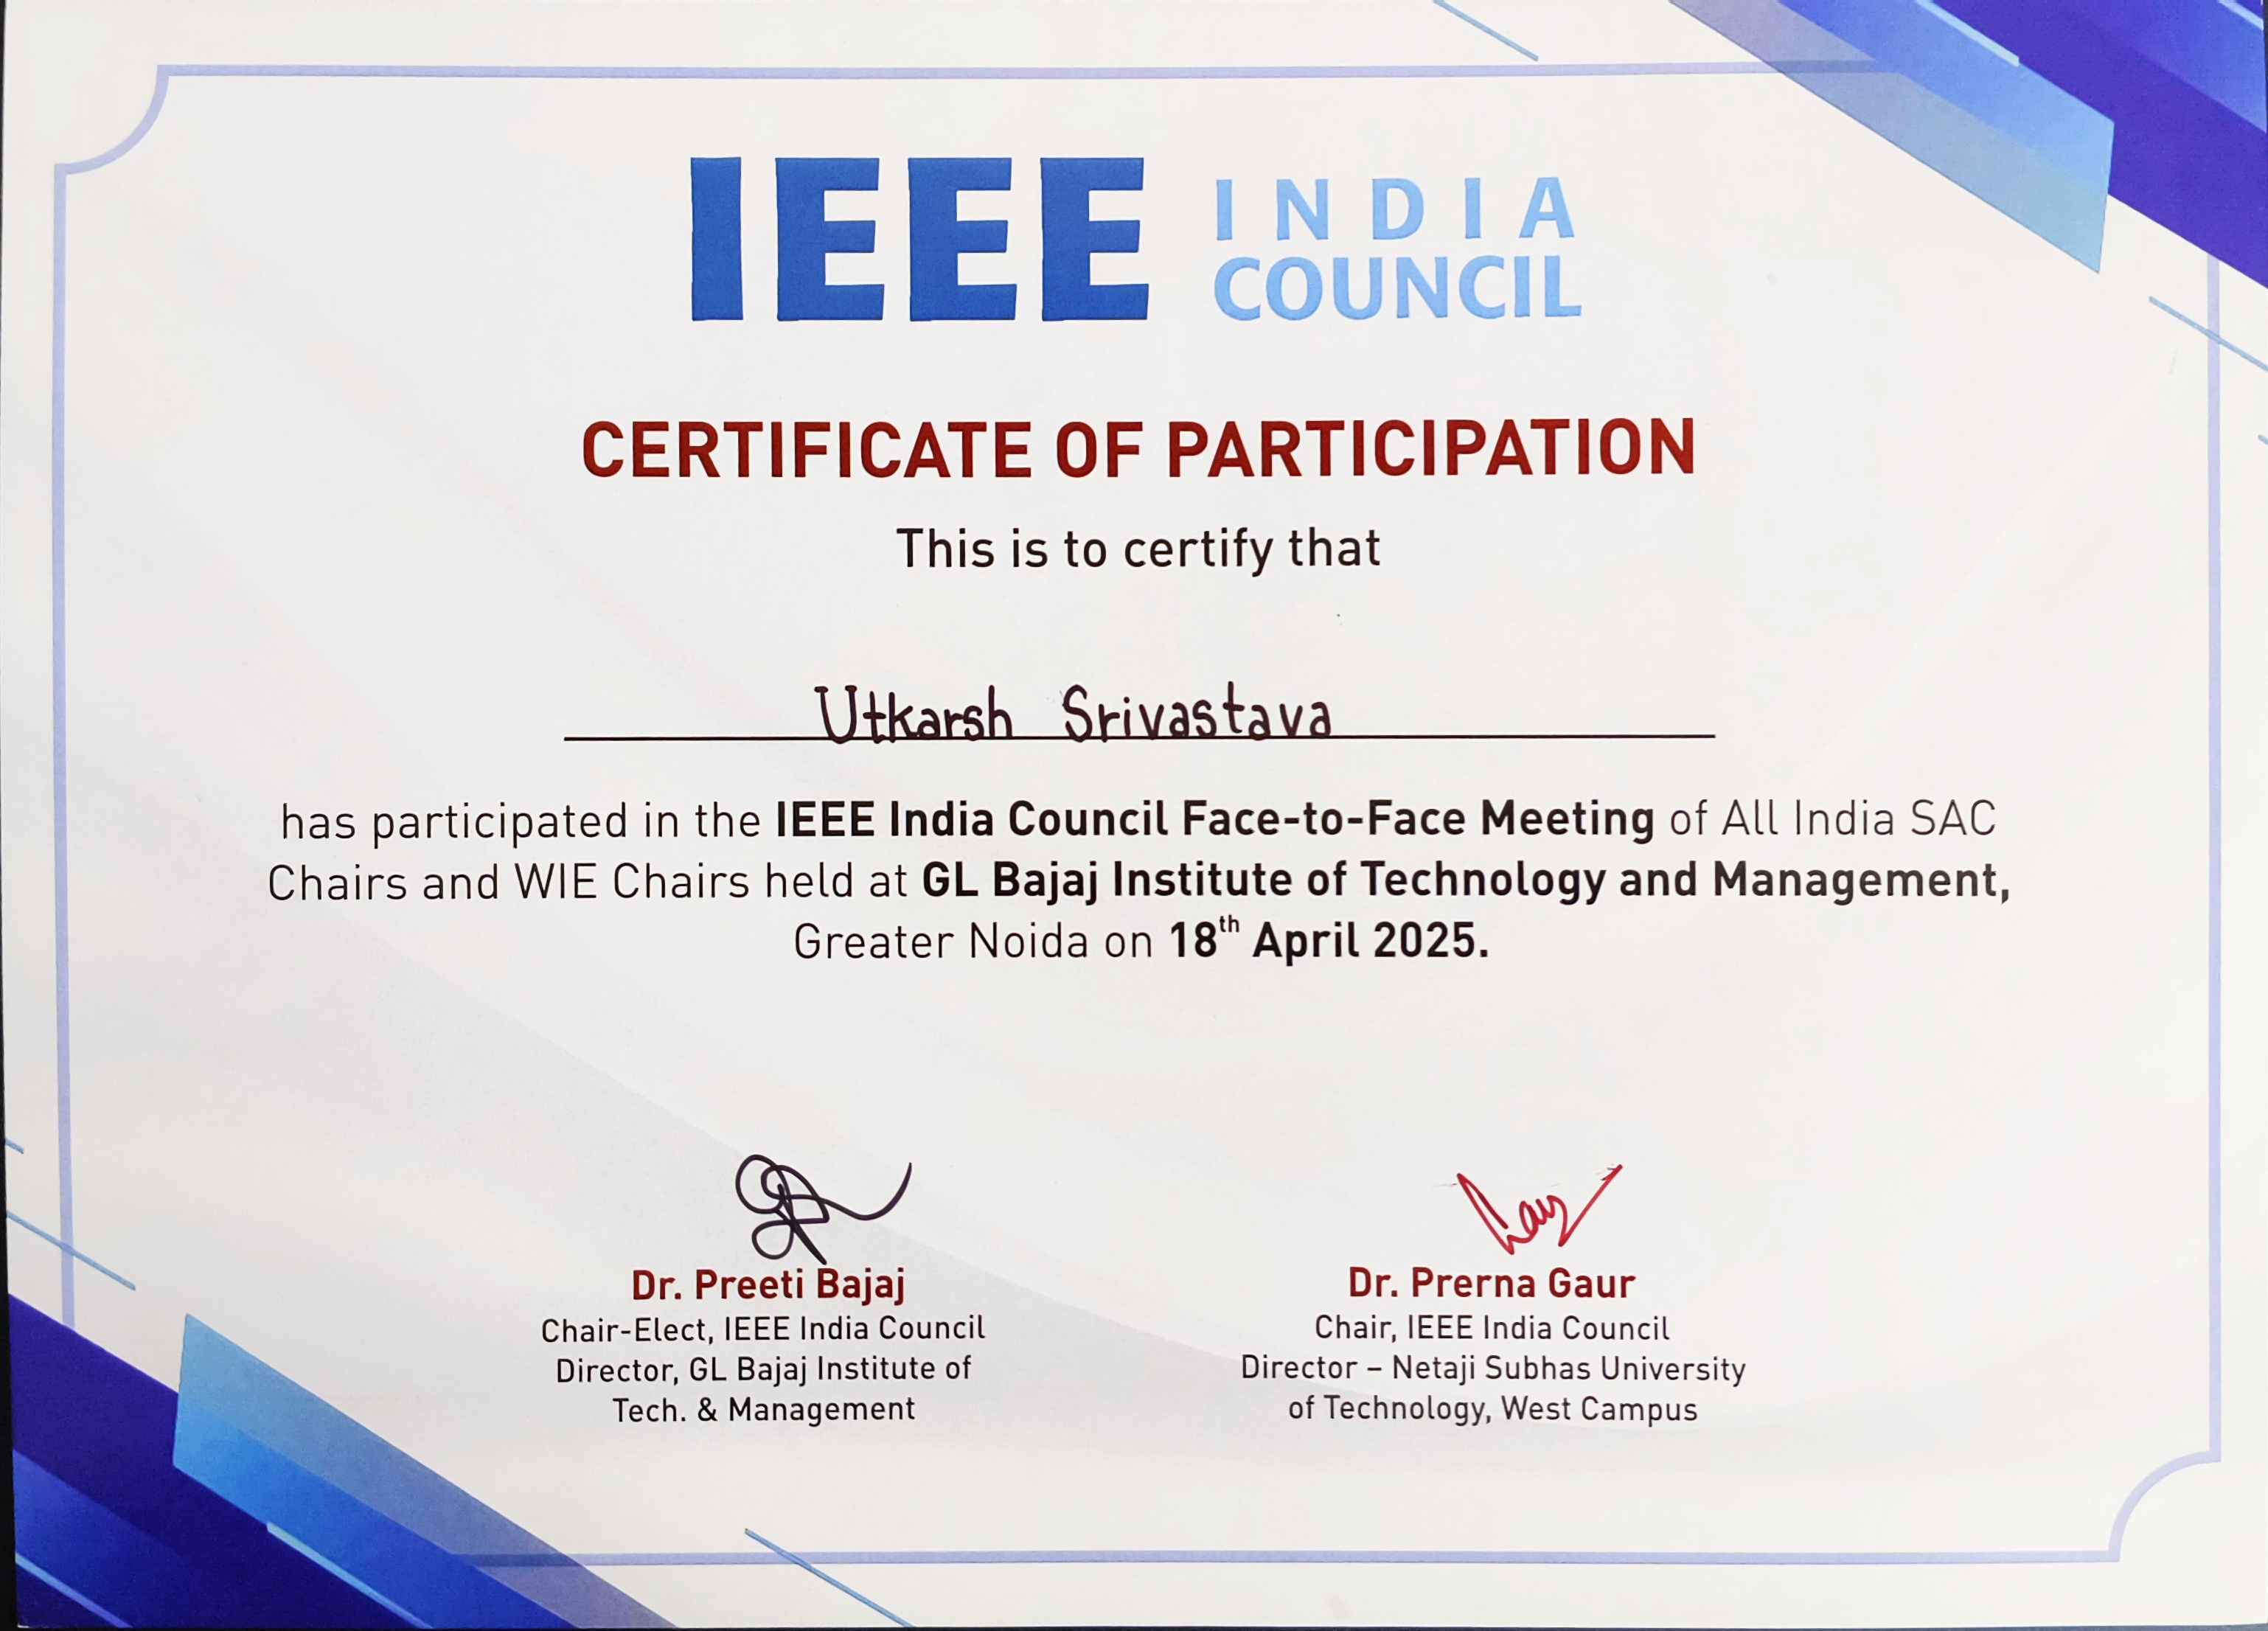 IEEE INDIA COUNCIL
CERTIFICATE OF PARTICIPATION
This is to certify that
Utkarsh Srivastava
has participated in the IEEE India Council Face-to-Face Meeting of All India SAC
Chairs and WIE Chairs held at GL Bajaj Institute of Technology and Management,
Greater Noida on 18th April 2025.
Dr. Preeti Bajaj
Chair-Elect, IEEE India Council
Director, GL Bajaj Institute of
Tech. & Management
Dr. Prerna Gaur
Chair, IEEE India Council
Director – Netaji Subhas University
of Technology, West Campus